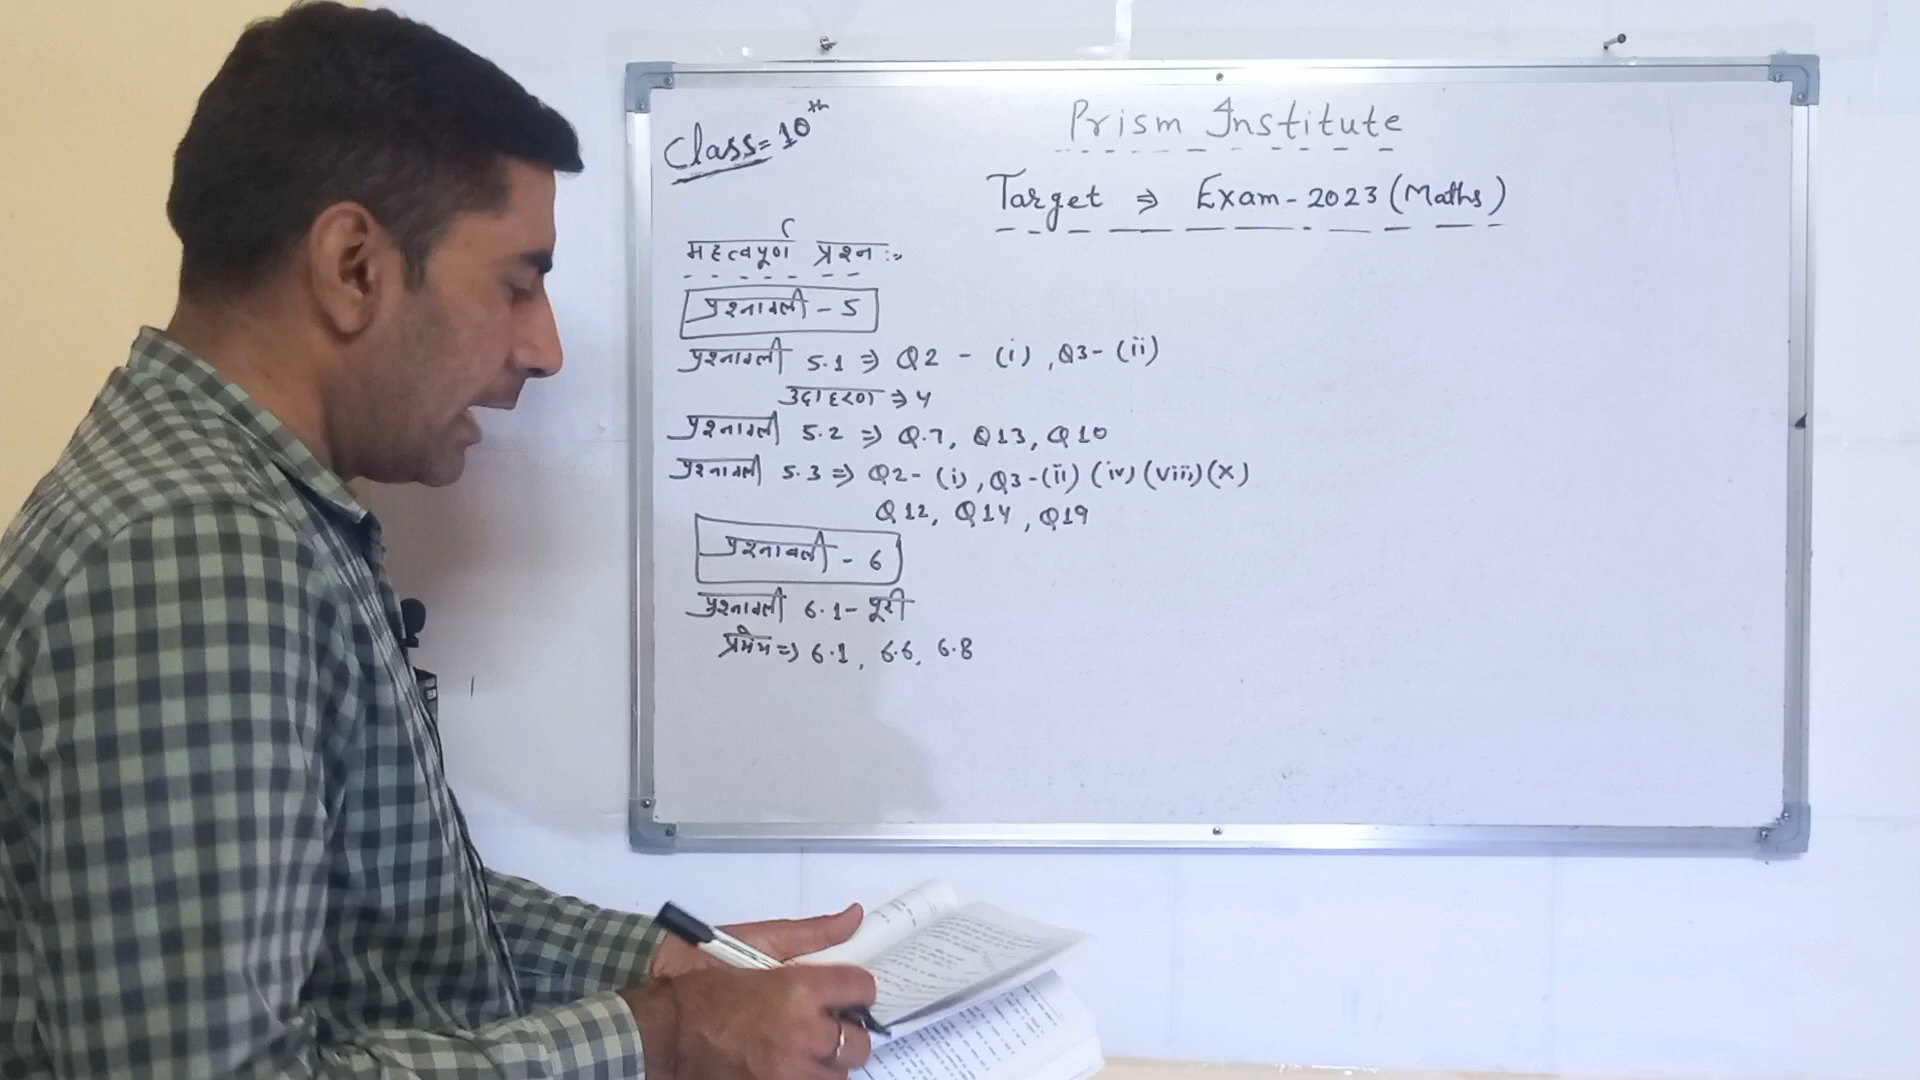 Class = 10th
Prism Institute
Target ⇒ Exam - 2023 (Maths)
महत्वपूर्ण प्रश्न :-
प्रश्नावली - 5
प्रश्नावली 5.1 ⇒ Q2 - (i) , Q3 - (ii)
उदाहरण ⇒ 4
प्रश्नावली 5.2 ⇒ Q.7, Q13, Q10
प्रश्नावली 5.3 ⇒ Q2 - (i) , Q3 - (ii) (iv) (viii) (x)
Q12, Q14 , Q19
प्रश्नावली - 6
प्रश्नावली 6.1 - पूरी
प्रमेय ⇒ 6.1 , 6.6, 6.8